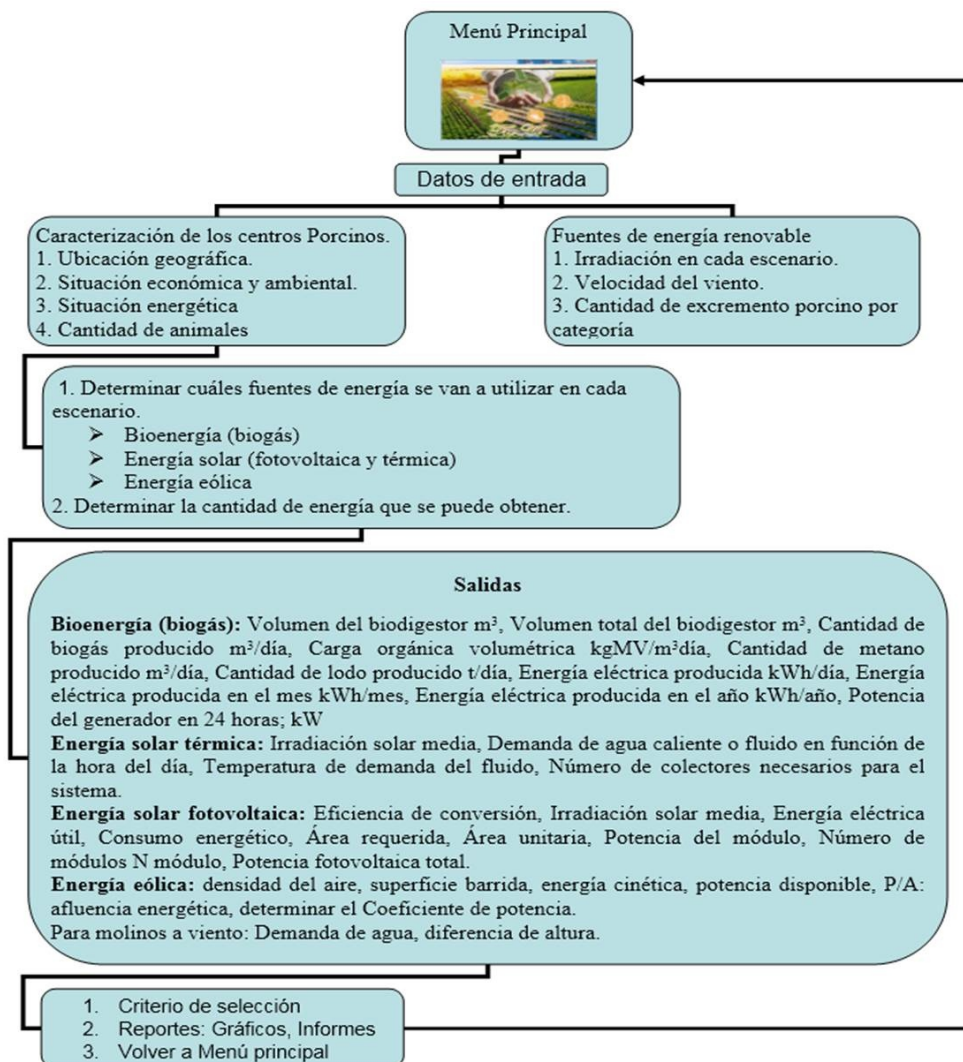 Menú Principal
Datos de entrada
Caracterización de los centros Porcinos.
1. Ubicación geográfica.
2. Situación económica y ambiental.
3. Situación energética
4. Cantidad de animales
Fuentes de energía renovable
1. Irradiación en cada escenario.
2. Velocidad del viento.
3. Cantidad de excremento porcino por
categoría
1. Determinar cuáles fuentes de energía se van a utilizar en cada
escenario.
➢ Bioenergía (biogás)
➢ Energía solar (fotovoltaica y térmica)
➢ Energía eólica
2. Determinar la cantidad de energía que se puede obtener.
Salidas
Bioenergía (biogás): Volumen del biodigestor m³, Volumen total del biodigestor m³, Cantidad de
biogás producido m³/día, Carga orgánica volumétrica kgMV/m³día, Cantidad de metano
producido m³/día, Cantidad de lodo producido t/día, Energía eléctrica producida kWh/día, Energía
eléctrica producida en el mes kWh/mes, Energía eléctrica producida en el año kWh/año, Potencia
del generador en 24 horas; kW
Energía solar térmica: Irradiación solar media, Demanda de agua caliente o fluido en función de
la hora del día, Temperatura de demanda del fluido, Número de colectores necesarios para el
sistema.
Energía solar fotovoltaica: Eficiencia de conversión, Irradiación solar media, Energía eléctrica
útil, Consumo energético, Área requerida, Área unitaria, Potencia del módulo, Número de
módulos N módulo, Potencia fotovoltaica total.
Energía eólica: densidad del aire, superficie barrida, energía cinética, potencia disponible, P/A:
afluencia energética, determinar el Coeficiente de potencia.
Para molinos a viento: Demanda de agua, diferencia de altura.
1. Criterio de selección
2. Reportes: Gráficos, Informes
3. Volver a Menú principal